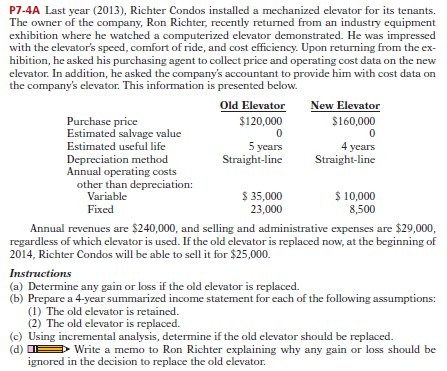 P7-4A Last year (2013), Richter Condos installed a mechanized elevator for its tenants.
The owner of the company, Ron Richter, recently returned from an industry equipment
exhibition where he watched a computerized elevator demonstrated. He was impressed
with the elevator's speed, comfort of ride, and cost efficiency. Upon returning from the ex-
hibition, he asked his purchasing agent to collect price and operating cost data on the new
elevator. In addition, he asked the company's accountant to provide him with cost data on
the company's elevator. This information is presented below.
Old Elevator New Elevator
Purchase price $120,000 $160,000
Estimated salvage value 0 0
Estimated useful life 5 years 4 years
Depreciation method Straight-line Straight-line
Annual operating costs
other than depreciation:
Variable $ 35,000 $ 10,000
Fixed 23,000 8,500
Annual revenues are $240,000, and selling and administrative expenses are $29,000,
regardless of which elevator is used. If the old elevator is replaced now, at the beginning of
2014, Richter Condos will be able to sell it for $25,000.
Instructions
(a) Determine any gain or loss if the old elevator is replaced.
(b) Prepare a 4-year summarized income statement for each of the following assumptions:
(1) The old elevator is retained.
(2) The old elevator is replaced.
(c) Using incremental analysis, determine if the old elevator should be replaced.
(d) Write a memo to Ron Richter explaining why any gain or loss should be
ignored in the decision to replace the old elevator.